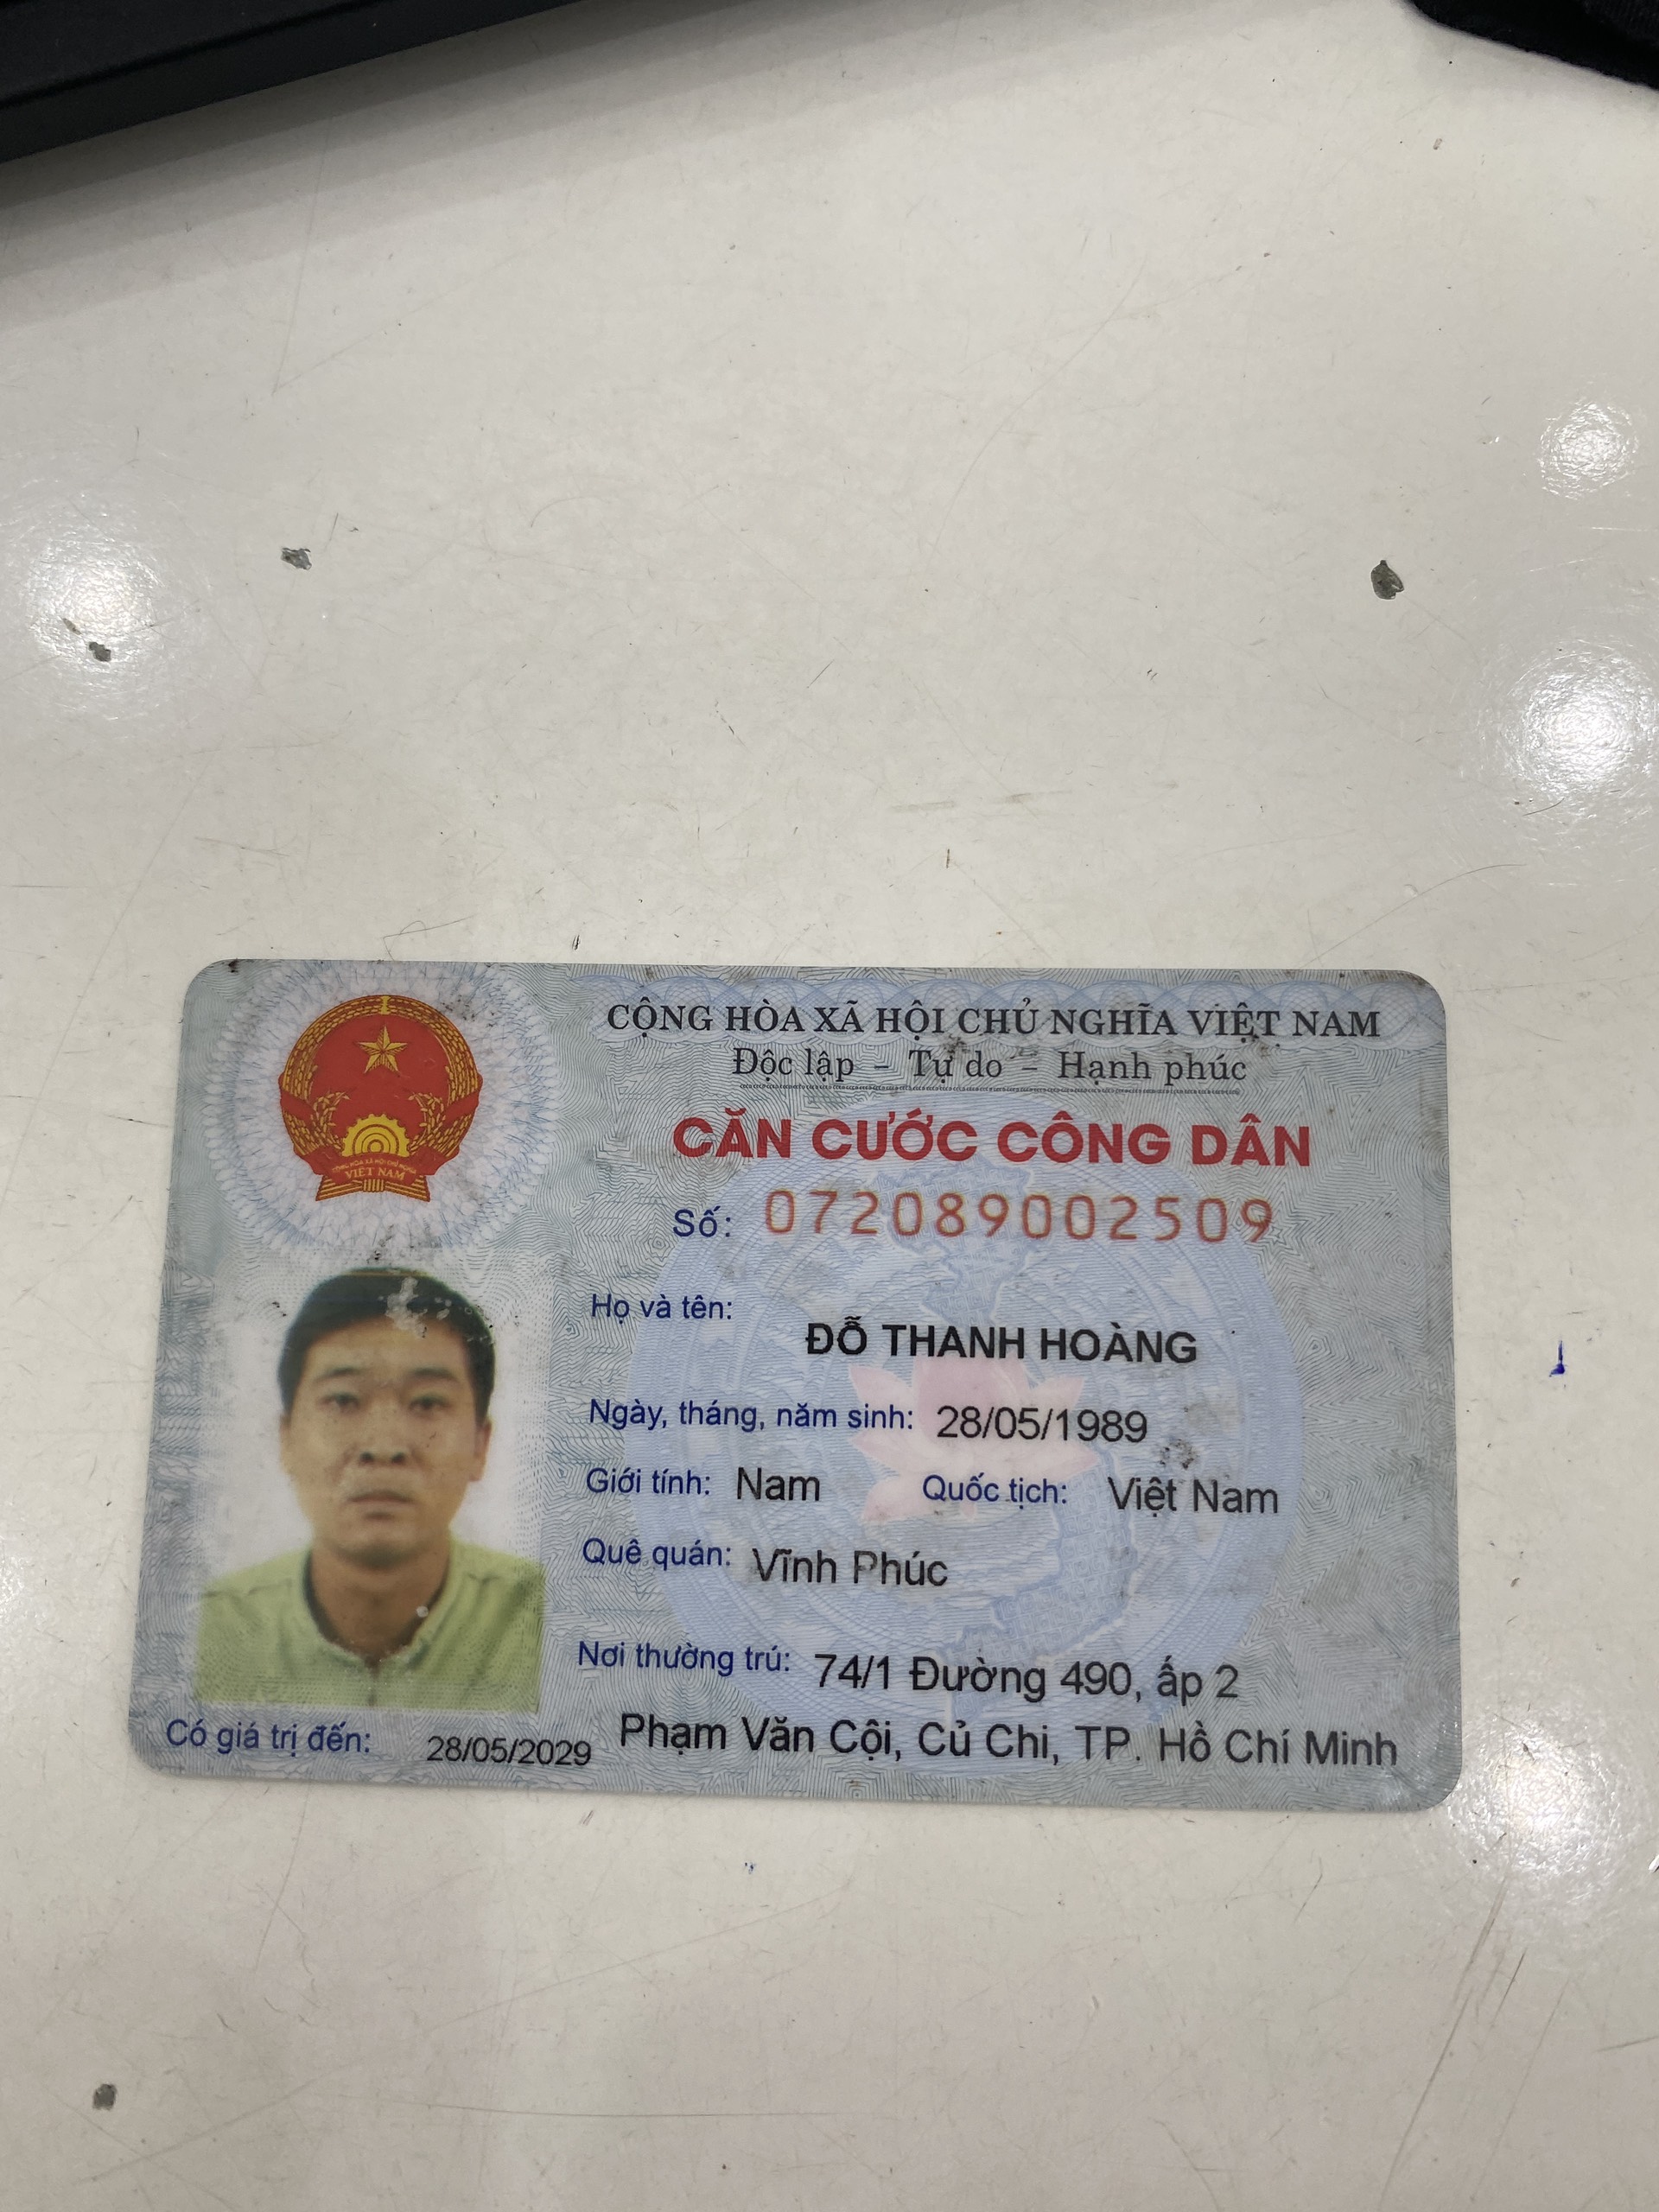 CỘNG HÒA XÃ HỘI CHỦ NGHĨA VIỆT NAM
Độc lập – Tự do – Hạnh phúc
CĂN CƯỚC CÔNG DÂN
Số: 072089002509
Họ và tên:
ĐỖ THANH HOÀNG
Ngày, tháng, năm sinh: 28/05/1989
Giới tính: Nam Quốc tịch: Việt Nam
Quê quán: Vĩnh Phúc
Nơi thường trú: 74/1 Đường 490, ấp 2
Phạm Văn Cội, Củ Chi, TP. Hồ Chí Minh
Có giá trị đến: 28/05/2029
CỘNG HÒA XÃ HỘI CHỦ NGHĨA
VIỆT NAM